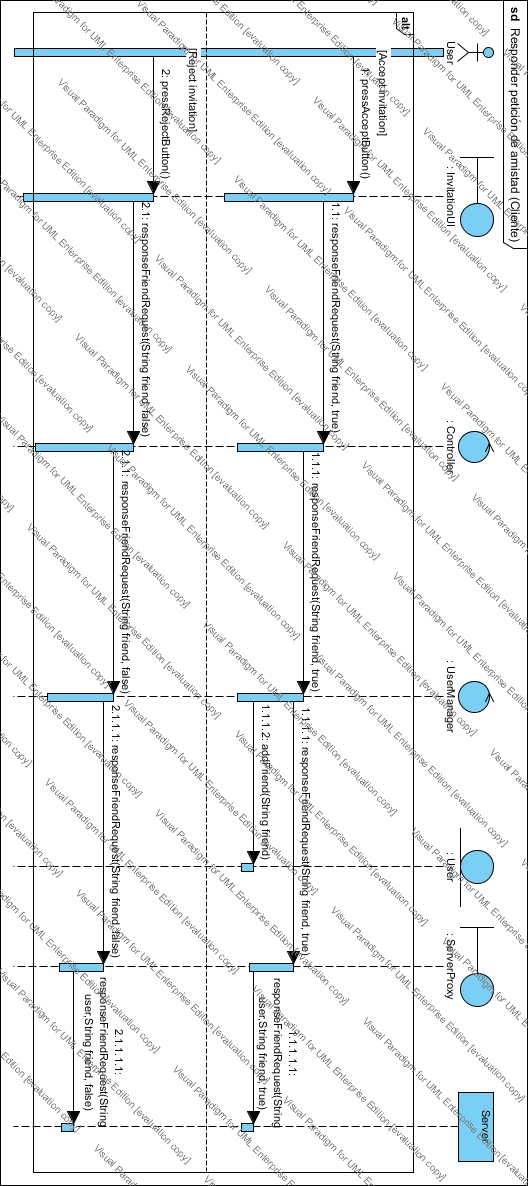 sd Responder petición de amistad (Cliente)
User
: InvitationUI
: Controller
: UserManager
: User
: ServerProxy
Server
alt
[Accept invitation]
1: pressAcceptButton()
1.1: responseFriendRequest(String friend, true)
1.1.1: responseFriendRequest(String friend, true)
1.1.1.1: responseFriendRequest(String friend, true)
1.1.1.1.1:
responseFriendRequest(String
user,String friend, true)
1.1.1.2: addFriend(String friend)
[Reject invitation]
2: pressRejectButton()
2.1: responseFriendRequest(String friend, false)
2.1.1: responseFriendRequest(String friend, false)
2.1.1.1: responseFriendRequest(String friend, false)
2.1.1.1.1:
responseFriendRequest(String
user,String friend, false)
Visual Paradigm for UML Enterprise Edition [evaluation copy]